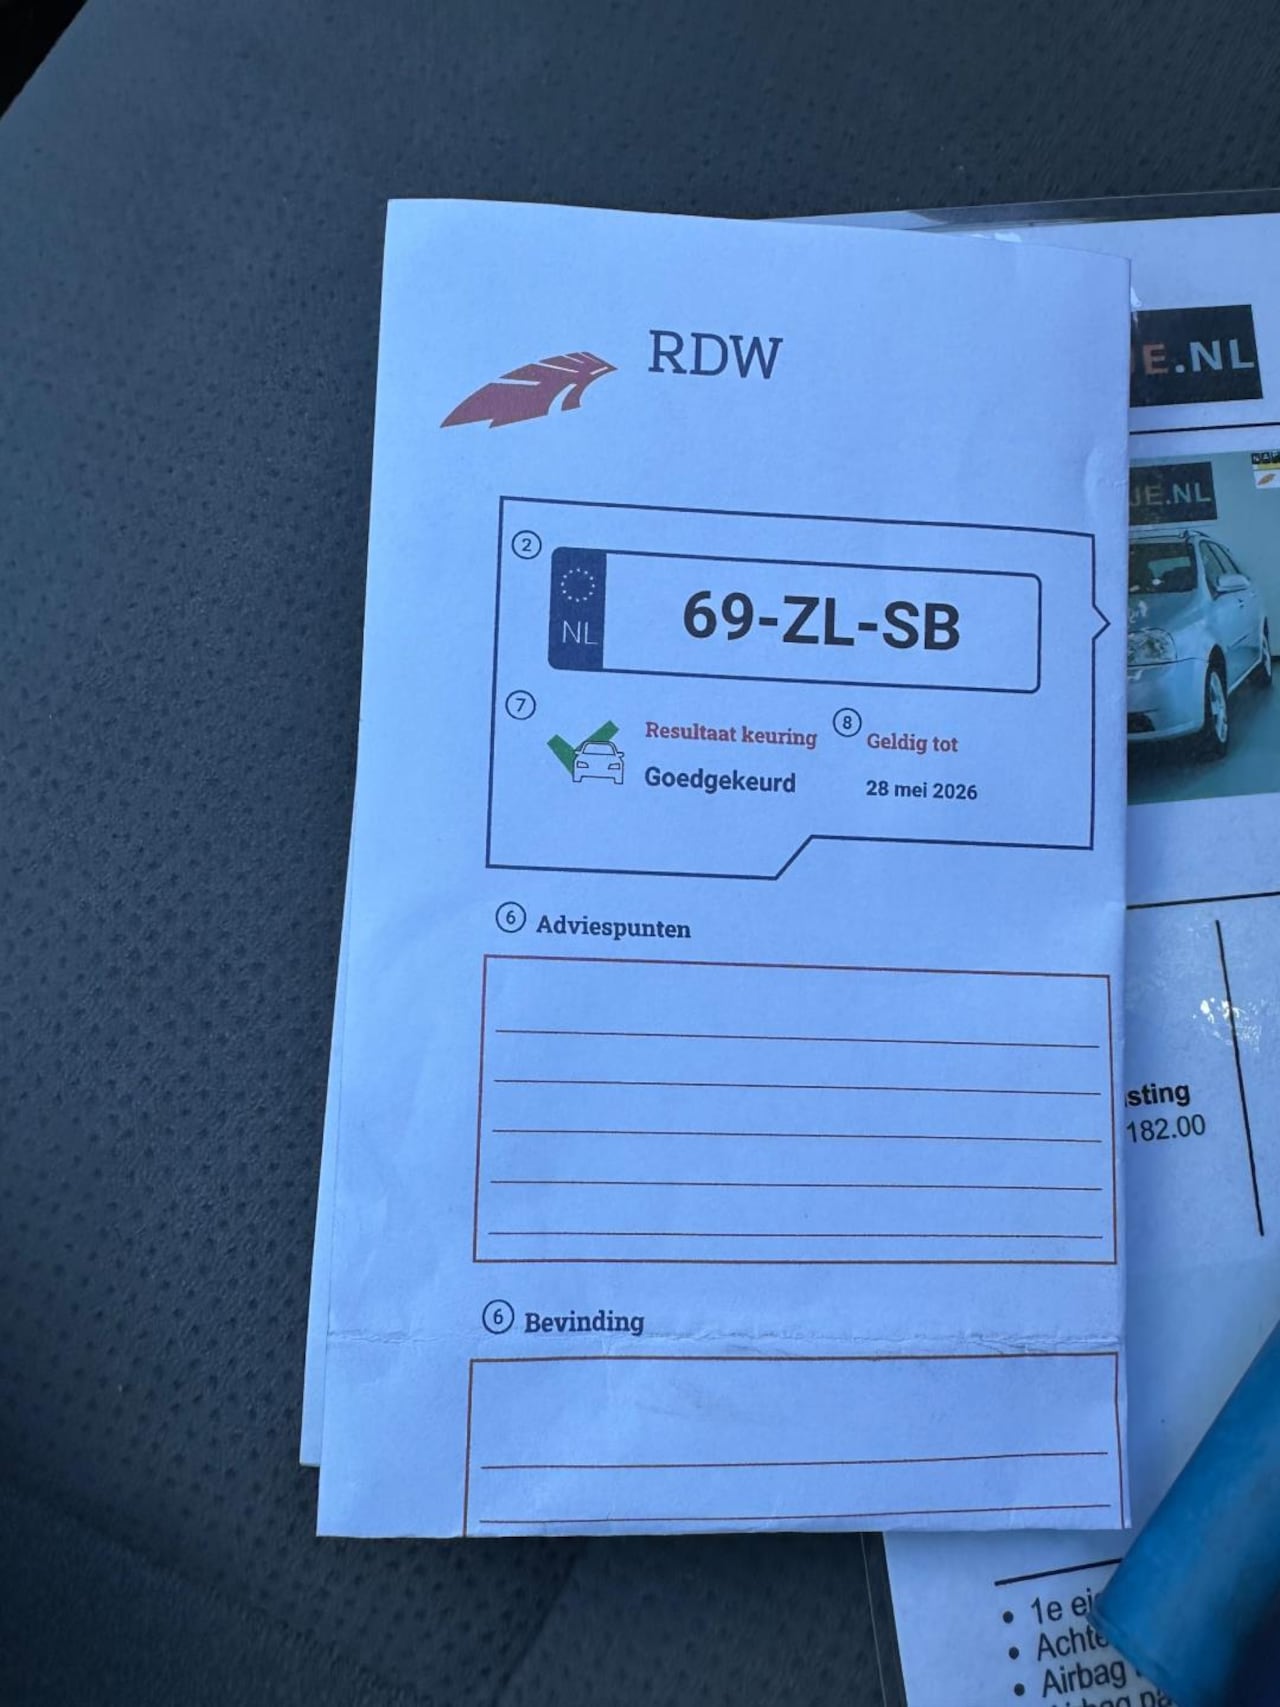 RDW
E.NL
JE.NL
2
NL
69-ZL-SB
7
Resultaat keuring
8
Geldig tot
Goedgekeurd
28 mei 2026
6 Adviespunten
sting
182.00
6 Bevinding
1e
Achte
Airbag